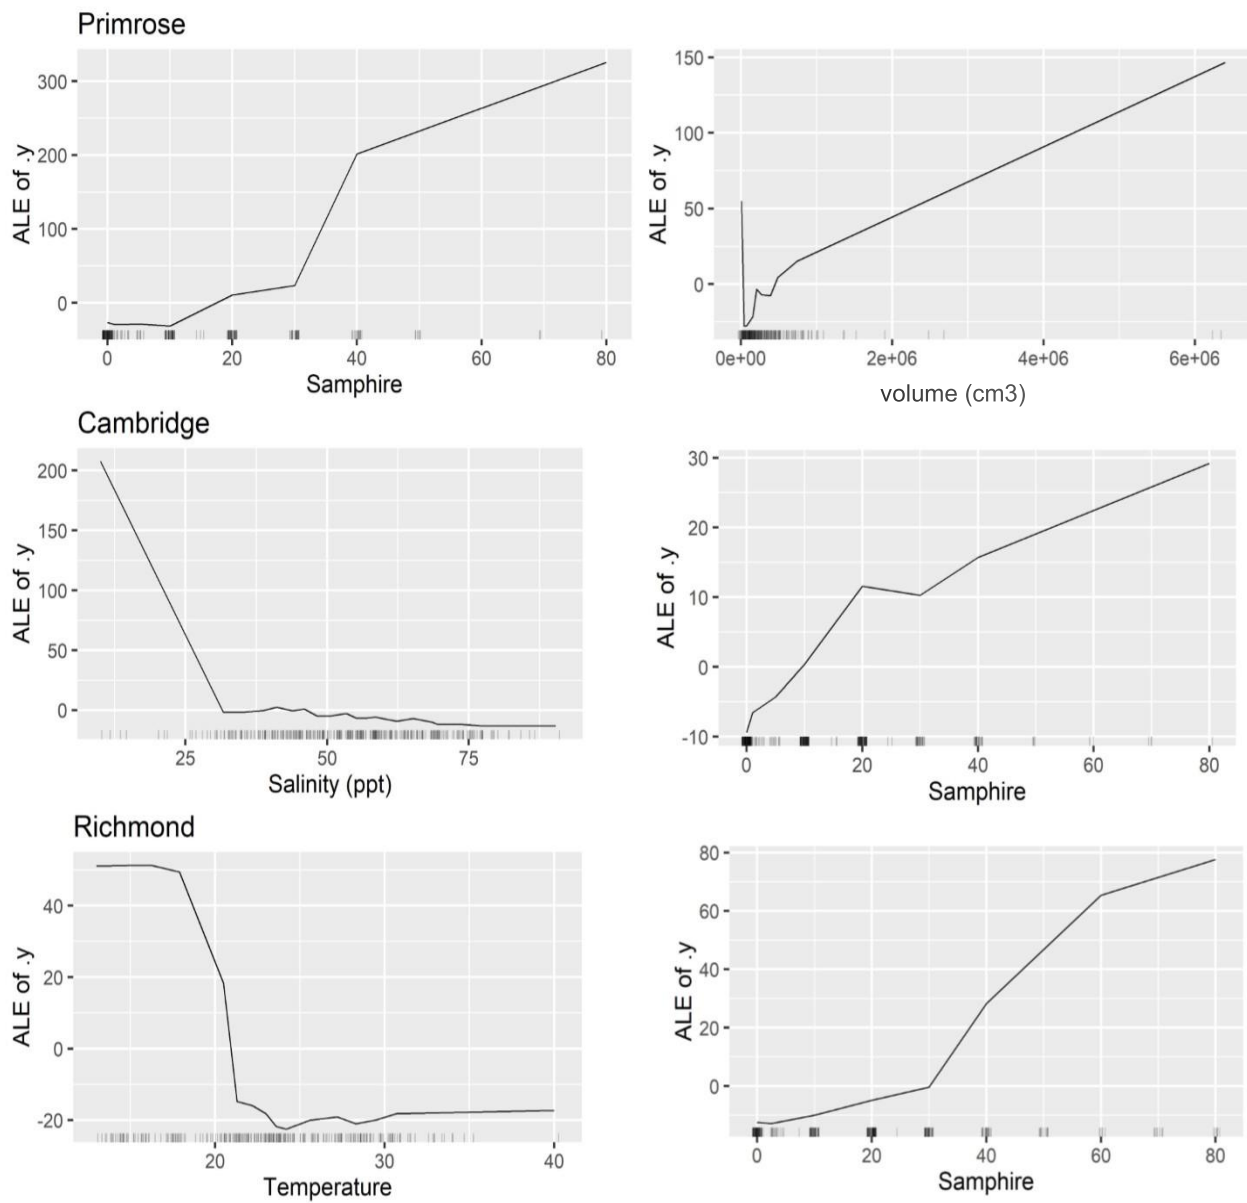 Primrose
ALE of .y
300
200
100
0
0 20 40 60 80
Samphire
ALE of .y
150
100
50
0
0e+00 2e+06 4e+06 6e+06
volume (cm3)
Cambridge
ALE of .y
200
150
100
50
0
25 50 75
Salinity (ppt)
ALE of .y
30
20
10
0
-10
0 20 40 60 80
Samphire
Richmond
ALE of .y
40
20
0
-20
20 30 40
Temperature
ALE of .y
80
60
40
20
0
0 20 40 60 80
Samphire